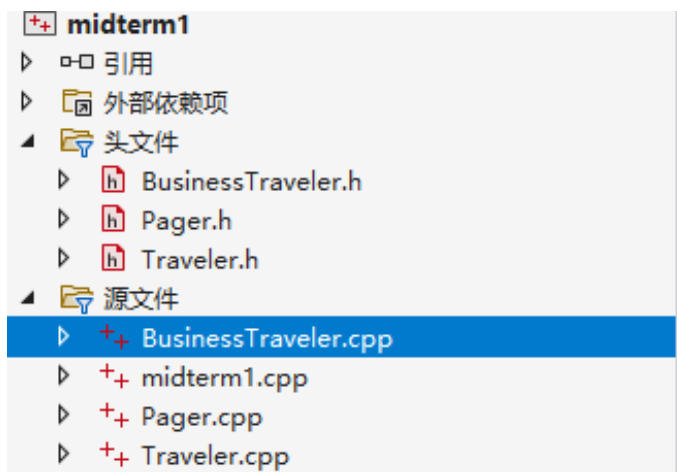 midterm1
引用
外部依赖项
头文件
BusinessTraveler.h
Pager.h
Traveler.h
源文件
BusinessTraveler.cpp
midterm1.cpp
Pager.cpp
Traveler.cpp